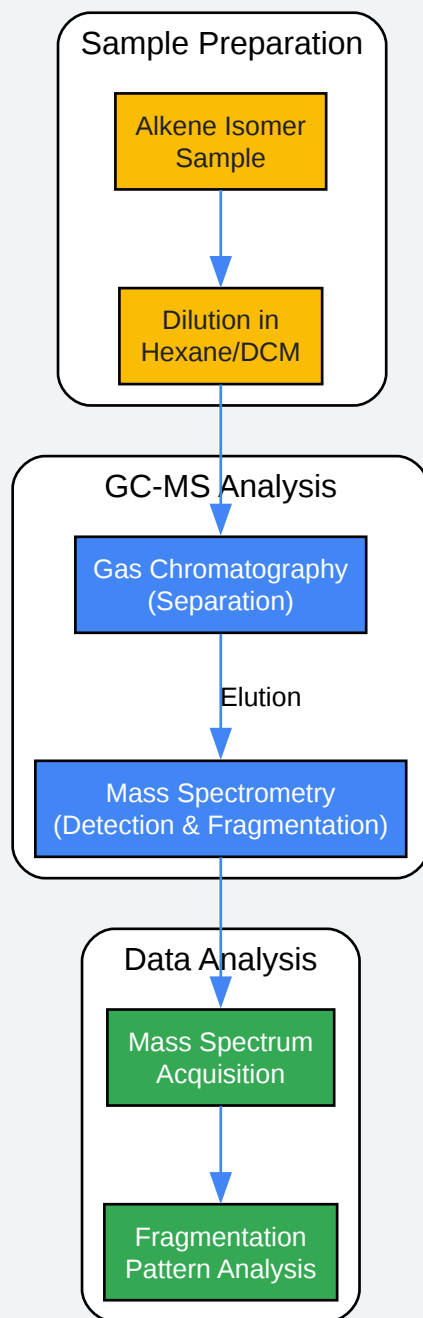 Sample Preparation
Alkene Isomer
Sample
Dilution in
Hexane/DCM
GC-MS Analysis
Gas Chromatography
(Separation)
Elution
Mass Spectrometry
(Detection & Fragmentation)
Data Analysis
Mass Spectrum
Acquisition
Fragmentation
Pattern Analysis